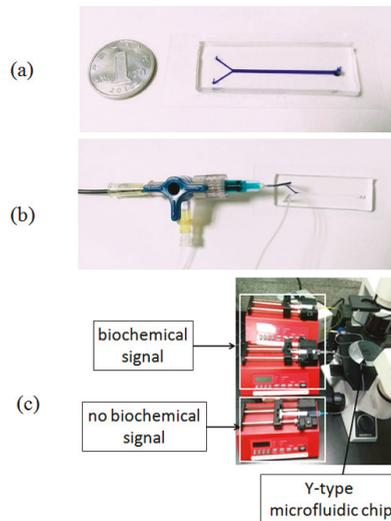 (a)
(b)
biochemical
signal
(c)
no biochemical
signal
Y-type
microfluidic chip